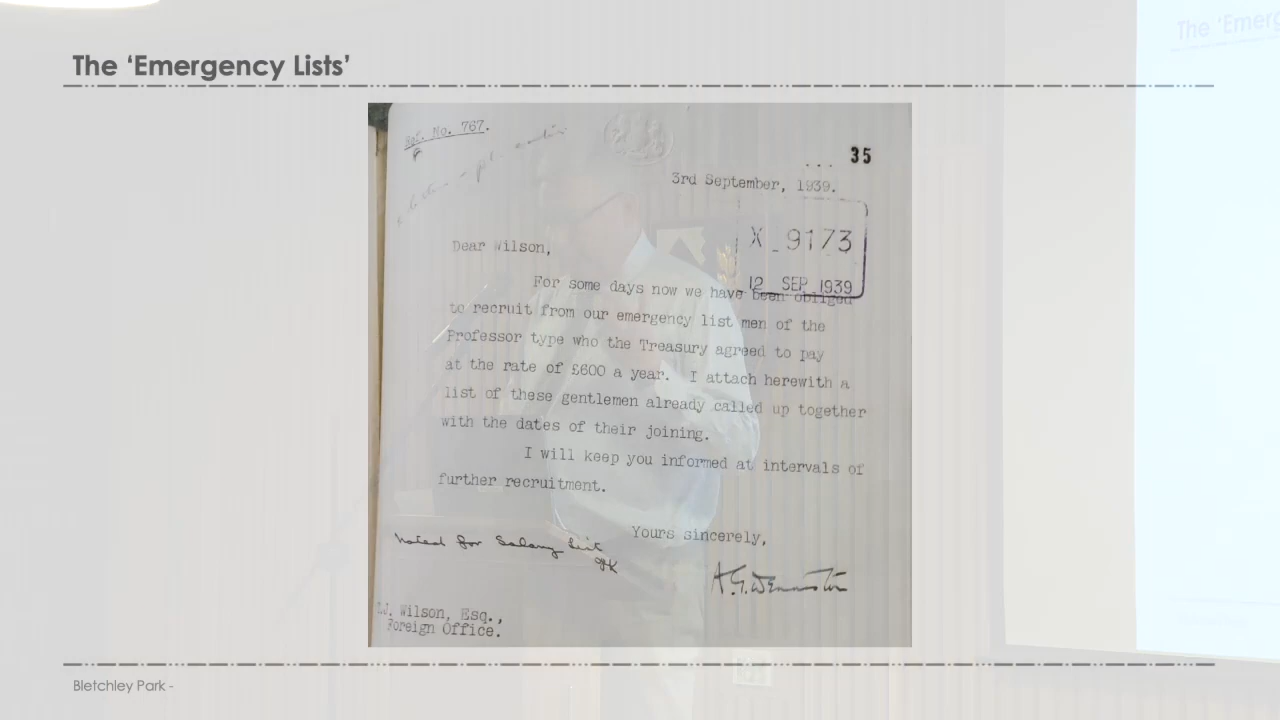 The ‘Emergency Lists’
The ‘Emerg
Ref. No. 767.
35
3rd September, 1939.
X 9173
12 SEP 1939
Dear Wilson,
For some days now we have been obliged
to recruit from our emergency list men of the
Professor type who the Treasury agreed to pay
at the rate of £600 a year. I attach herewith a
list of these gentlemen already called up together
with the dates of their joining.
I will keep you informed at intervals of
further recruitment.
Yours sincerely,
Noted for Salary List
A.G. Denniston
J. Wilson, Esq.,
Foreign Office.
Bletchley Park -